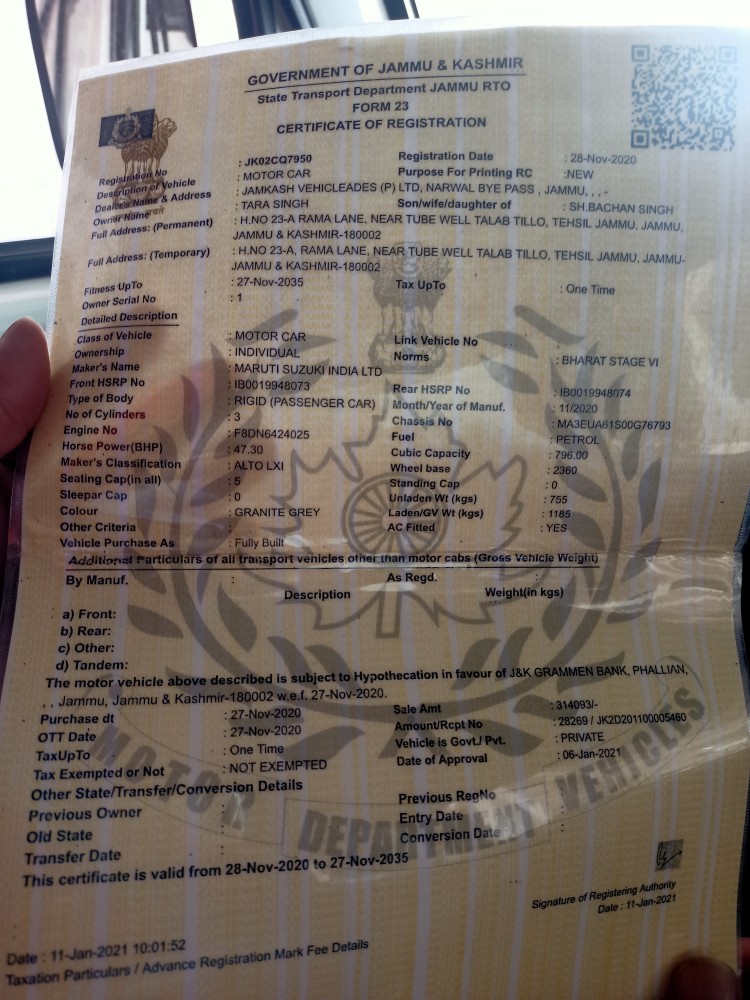 GOVERNMENT OF JAMMU & KASHMIR
State Transport Department JAMMU RTO
FORM 23
CERTIFICATE OF REGISTRATION
Registration No : JK02CQ7950 Registration Date : 28-Nov-2020
Description of Vehicle : MOTOR CAR Purpose For Printing RC :NEW
Dealer's Name & Address : JAMKASH VEHICLEADES (P) LTD, NARWAL BYE PASS , JAMMU, , , -
Owner Name : TARA SINGH Son/wife/daughter of : SH.BACHAN SINGH
Full Address: (Permanent) : H.NO 23-A RAMA LANE, NEAR TUBE WELL TALAB TILLO, TEHSIL JAMMU, JAMMU,
JAMMU & KASHMIR-180002
Full Address: (Temporary) : H.NO 23-A, RAMA LANE, NEAR TUBE WELL TALAB TILLO, TEHSIL JAMMU, JAMMU-
JAMMU & KASHMIR-180002
Fitness UpTo : 27-Nov-2035 Tax UpTo : One Time
Owner Serial No : 1
Detailed Description
Class of Vehicle : MOTOR CAR Link Vehicle No :
Ownership : INDIVIDUAL Norms : BHARAT STAGE VI
Maker's Name : MARUTI SUZUKI INDIA LTD
Front HSRP No : IB0019948073 Rear HSRP No : IB0019948074
Type of Body : RIGID (PASSENGER CAR) Month/Year of Manuf. : 11/2020
No of Cylinders : 3 Chassis No : MA3EUA61S00G76793
Engine No : F8DN6424025 Fuel : PETROL
Horse Power(BHP) : 47.30 Cubic Capacity : 796.00
Maker's Classification : ALTO LXI Wheel base : 2360
Seating Cap(in all) : 5 Standing Cap : 0
Sleepar Cap : 0 Unladen Wt (kgs) : 755
Colour : GRANITE GREY Laden/GV Wt (kgs) : 1185
Other Criteria : AC Fitted : YES
Vehicle Purchase As : Fully Built
Additional Particulars of all transport vehicles other than motor cabs (Gross Vehicle Weight)
By Manuf. : As Regd. :
Description Weight(in kgs)
a) Front:
b) Rear:
c) Other:
d) Tandem:
The motor vehicle above described is subject to Hypothecation in favour of J&K GRAMMEN BANK, PHALLIAN,
, , Jammu, Jammu & Kashmir-180002 w.e.f. 27-Nov-2020.
Purchase dt : 27-Nov-2020 Sale Amt : 314093/-
OTT Date : 27-Nov-2020 Amount/Rcpt No : 28269 / JK2D201100005460
TaxUpTo : One Time Vehicle is Govt./ Pvt. : PRIVATE
Tax Exempted or Not : NOT EXEMPTED Date of Approval : 06-Jan-2021
Other State/Transfer/Conversion Details
Previous Owner : Previous RegNo :
Old State : Entry Date :
Transfer Date : Conversion Date :
This certificate is valid from 28-Nov-2020 to 27-Nov-2035
MOTOR DEPARTMENT VEHICLES
Signature of Registering Authority
Date : 11-Jan-2021
Date : 11-Jan-2021 10:01:52
Taxation Particulars / Advance Registration Mark Fee Details